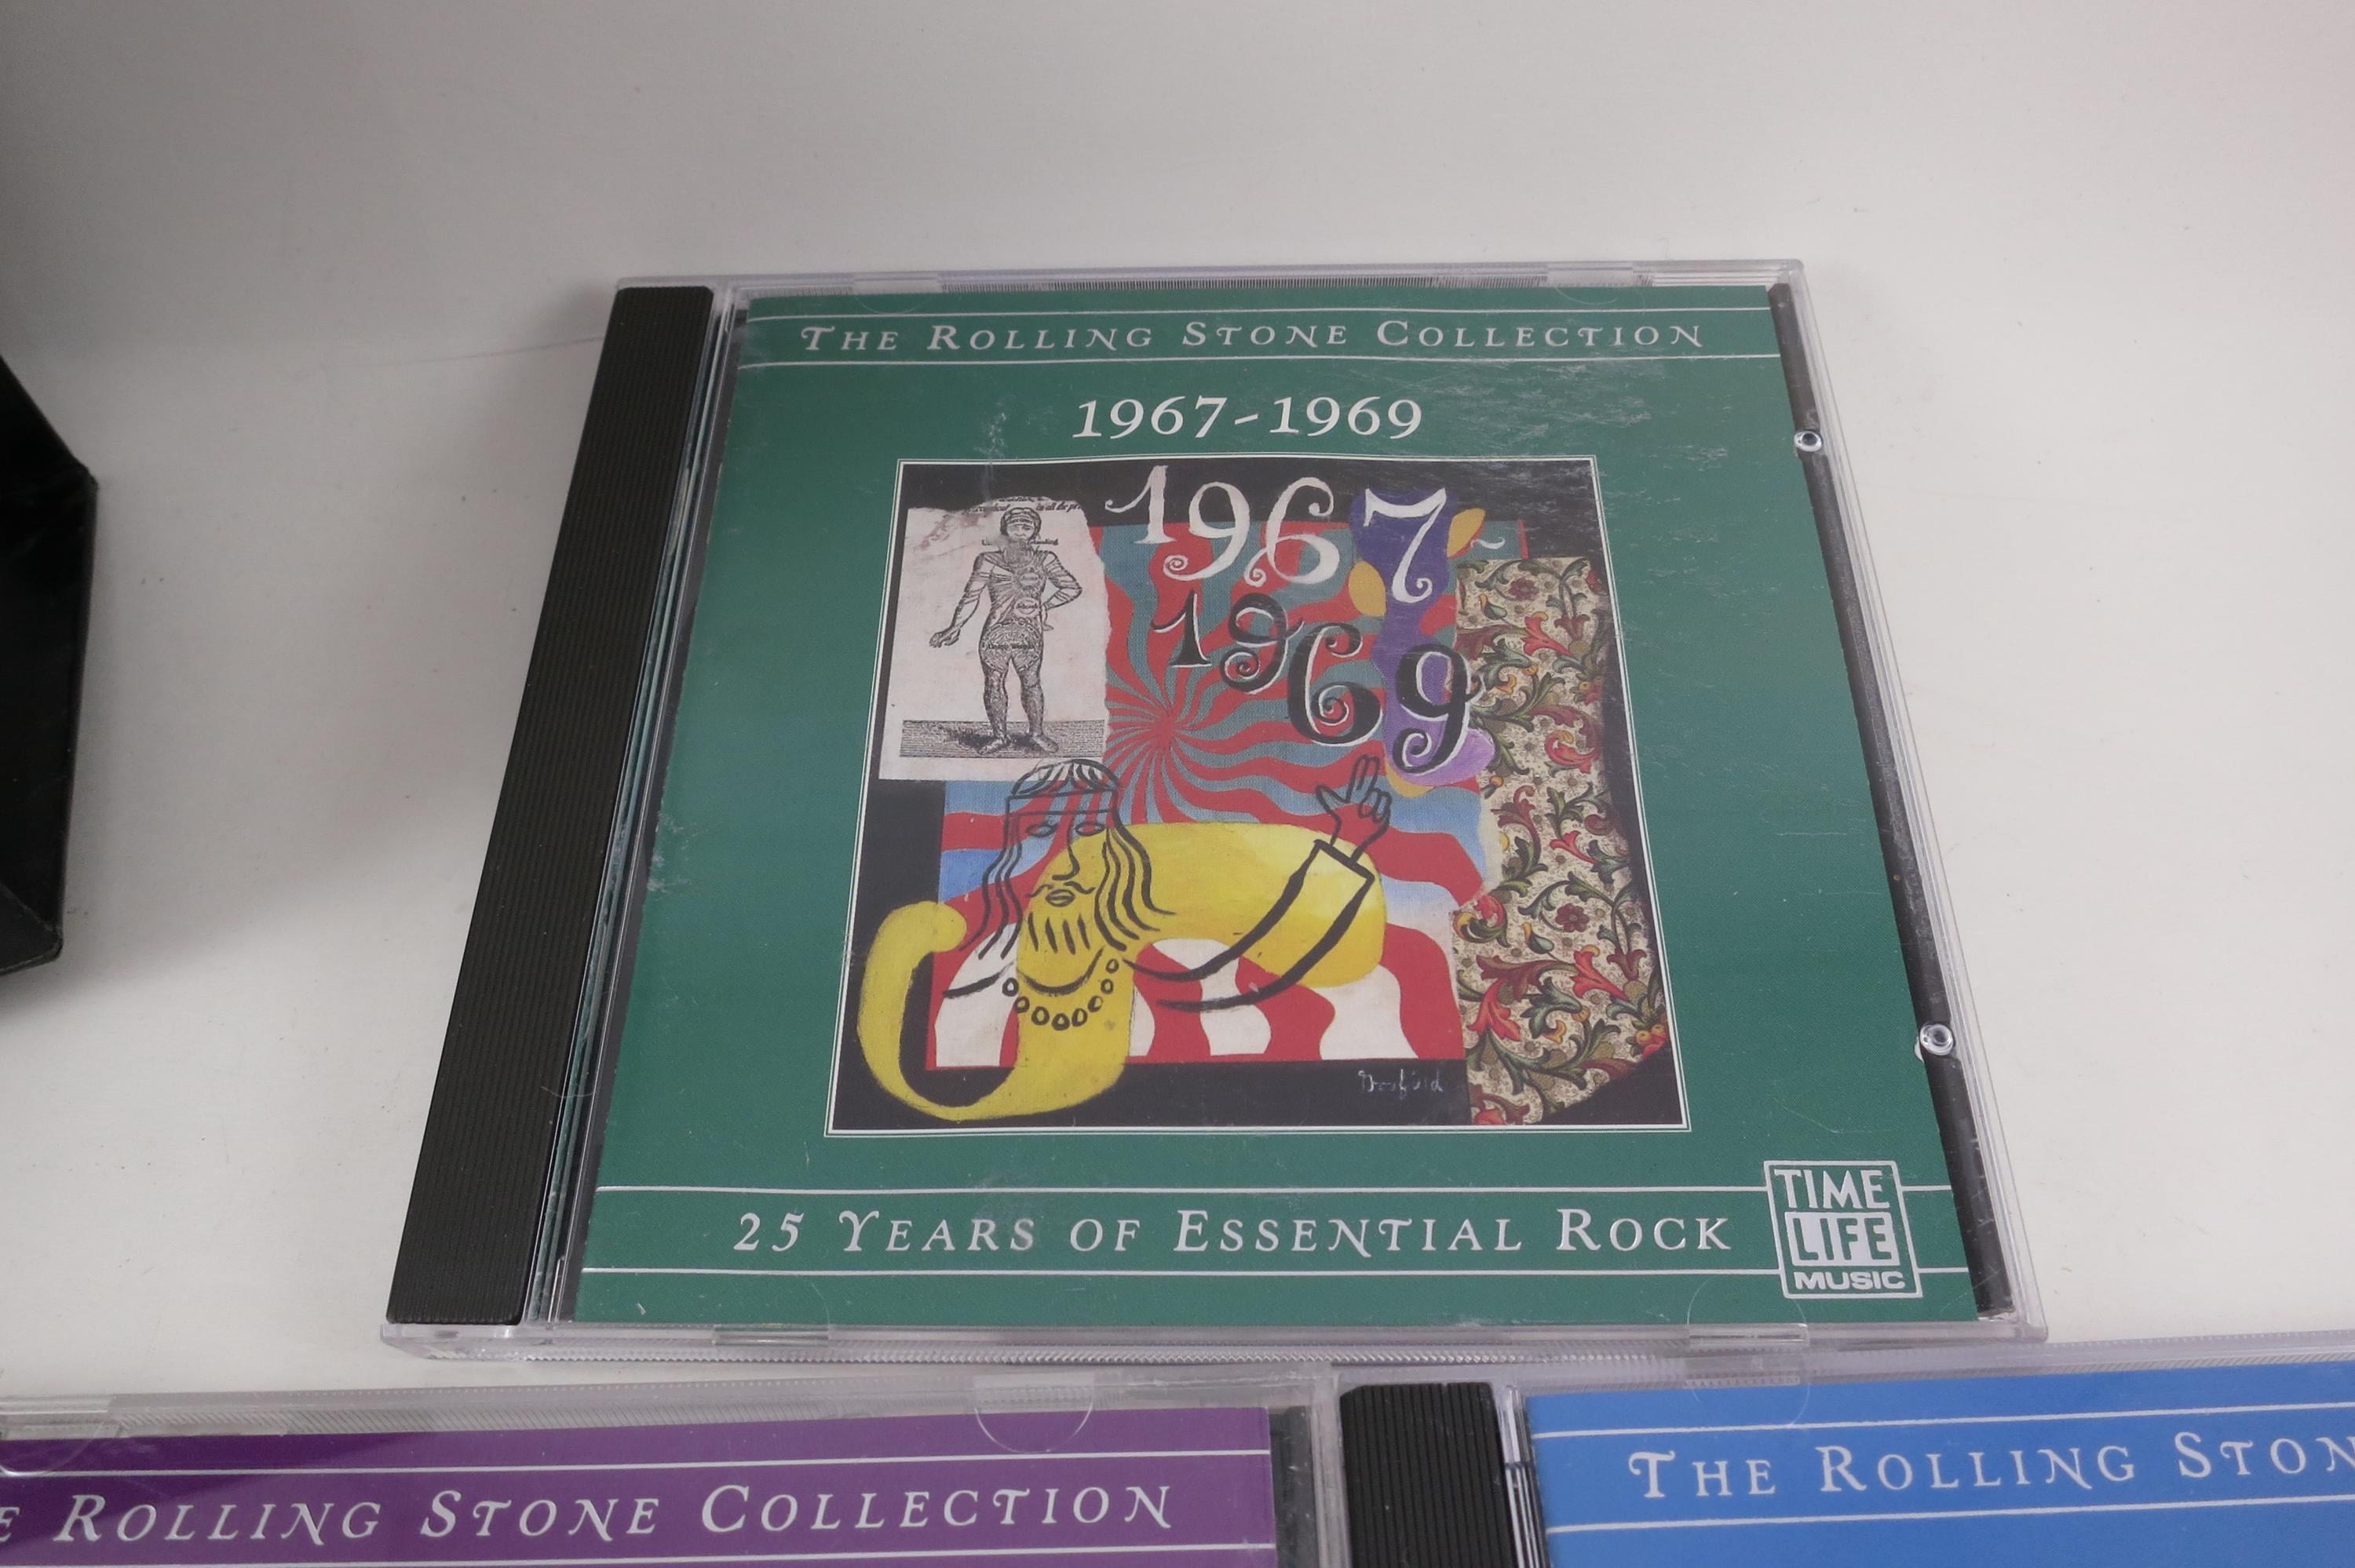 THE ROLLING STONE COLLECTION
1967-1969
1967
1969
25 YEARS OF ESSENTIAL ROCK
TIME
LIFE
MUSIC
ROLLING STONE COLLECTION
THE ROLLING